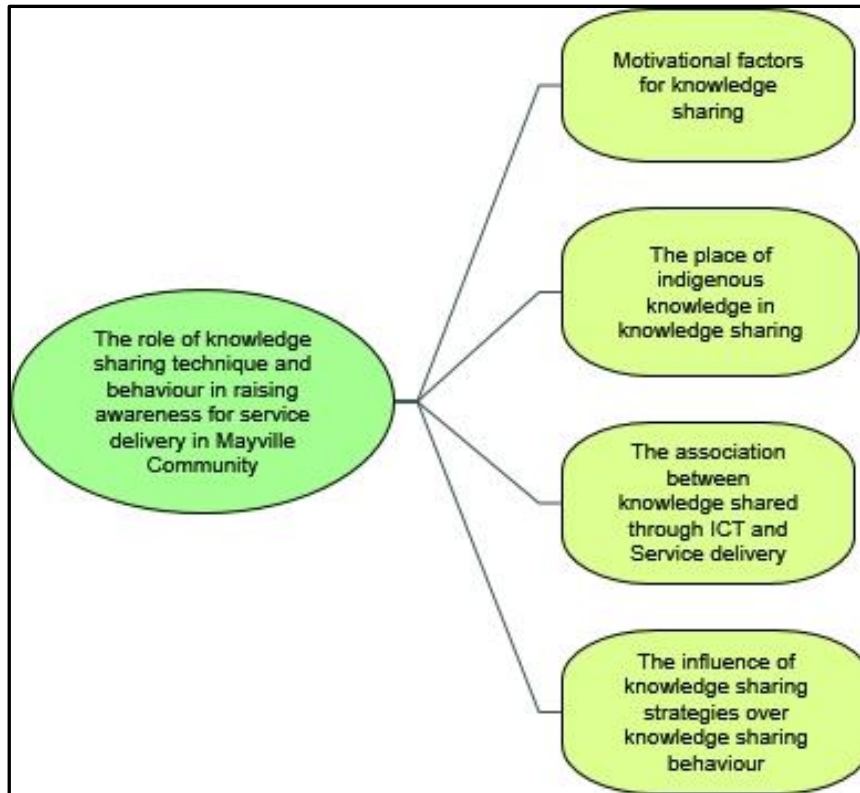 Motivational factors
for knowledge
sharing
The place of
indigenous
knowledge in
knowledge sharing
The role of knowledge
sharing technique and
behaviour in raising
awareness for service
delivery in Mayville
Community
The association
between
knowledge shared
through ICT and
Service delivery
The influence of
knowledge sharing
strategies over
knowledge sharing
behaviour